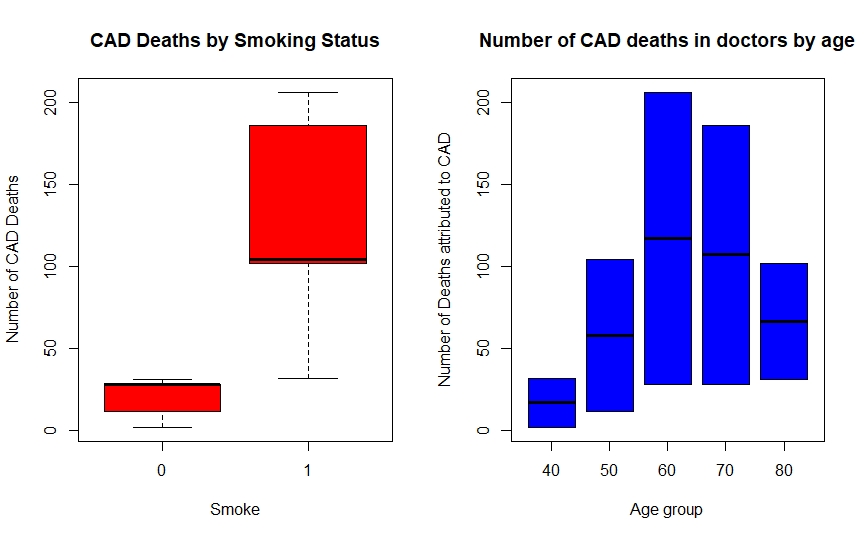 CAD Deaths by Smoking Status
Number of CAD Deaths
200
150
100
50
0
0 1
Smoke
Number of CAD deaths in doctors by age
Number of Deaths attributed to CAD
200
150
100
50
0
40 50 60 70 80
Age group